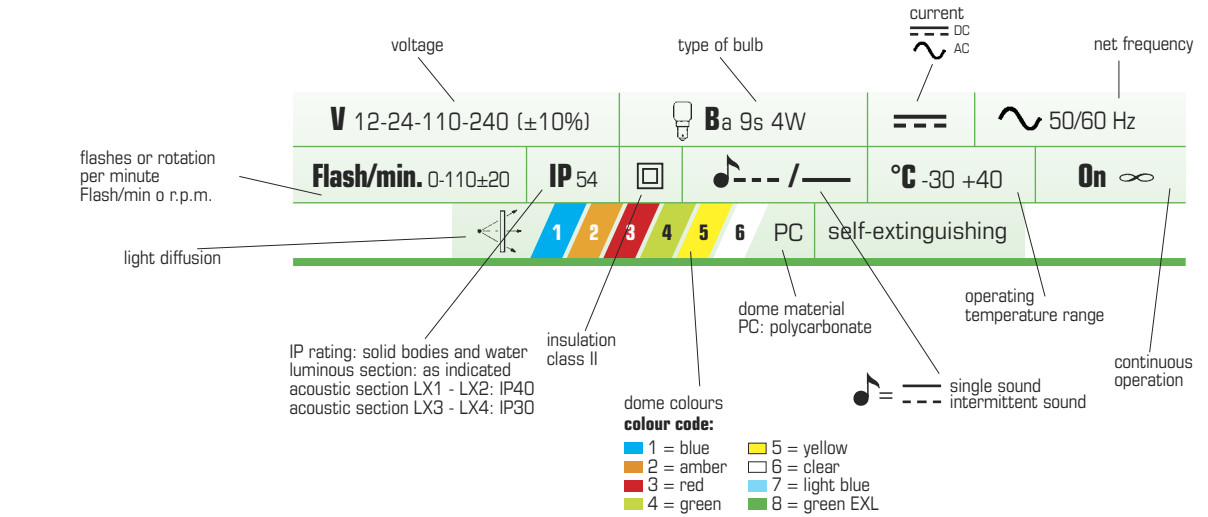 current
DC
AC
voltage
type of bulb
net frequency
V 12-24-110-240 (±10%)
Ba 9s 4W
50/60 Hz
flashes or rotation
per minute
Flash/min o r.p.m.
Flash/min. 0-110±20
IP 54
/
°C -30 +40
On ∞
light diffusion
1 2 3 4 5 6 PC self-extinguishing
IP rating: solid bodies and water
luminous section: as indicated
acoustic section LX1 - LX2: IP40
acoustic section LX3 - LX4: IP30
insulation
class II
dome material
PC: polycarbonate
operating
temperature range
continuous
operation
= single sound
intermittent sound
dome colours
colour code:
1 = blue
2 = amber
3 = red
4 = green
5 = yellow
6 = clear
7 = light blue
8 = green EXL